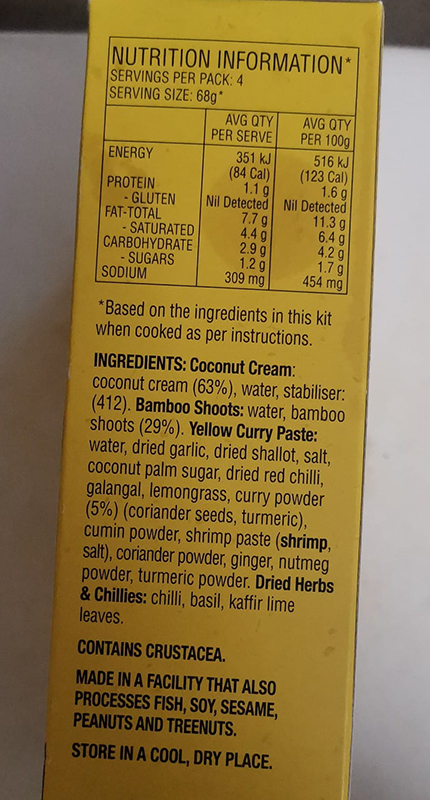 NUTRITION INFORMATION*
SERVINGS PER PACK: 4
SERVING SIZE: 68g*
AVG QTY PER SERVE AVG QTY PER 100g
ENERGY 351 kJ 516 kJ
(84 Cal) (123 Cal)
PROTEIN 1.1 g 1.6 g
- GLUTEN Nil Detected Nil Detected
FAT-TOTAL 7.7 g 11.3 g
- SATURATED 4.4 g 6.4 g
CARBOHYDRATE 2.9 g 4.2 g
- SUGARS 1.2 g 1.7 g
SODIUM 309 mg 454 mg
*Based on the ingredients in this kit
when cooked as per instructions.
INGREDIENTS: Coconut Cream:
coconut cream (63%), water, stabiliser:
(412). Bamboo Shoots: water, bamboo
shoots (29%). Yellow Curry Paste:
water, dried garlic, dried shallot, salt,
coconut palm sugar, dried red chilli,
galangal, lemongrass, curry powder
(5%) (coriander seeds, turmeric),
cumin powder, shrimp paste (shrimp,
salt), coriander powder, ginger, nutmeg
powder, turmeric powder. Dried Herbs
& Chillies: chilli, basil, kaffir lime
leaves.
CONTAINS CRUSTACEA.
MADE IN A FACILITY THAT ALSO
PROCESSES FISH, SOY, SESAME,
PEANUTS AND TREENUTS.
STORE IN A COOL, DRY PLACE.